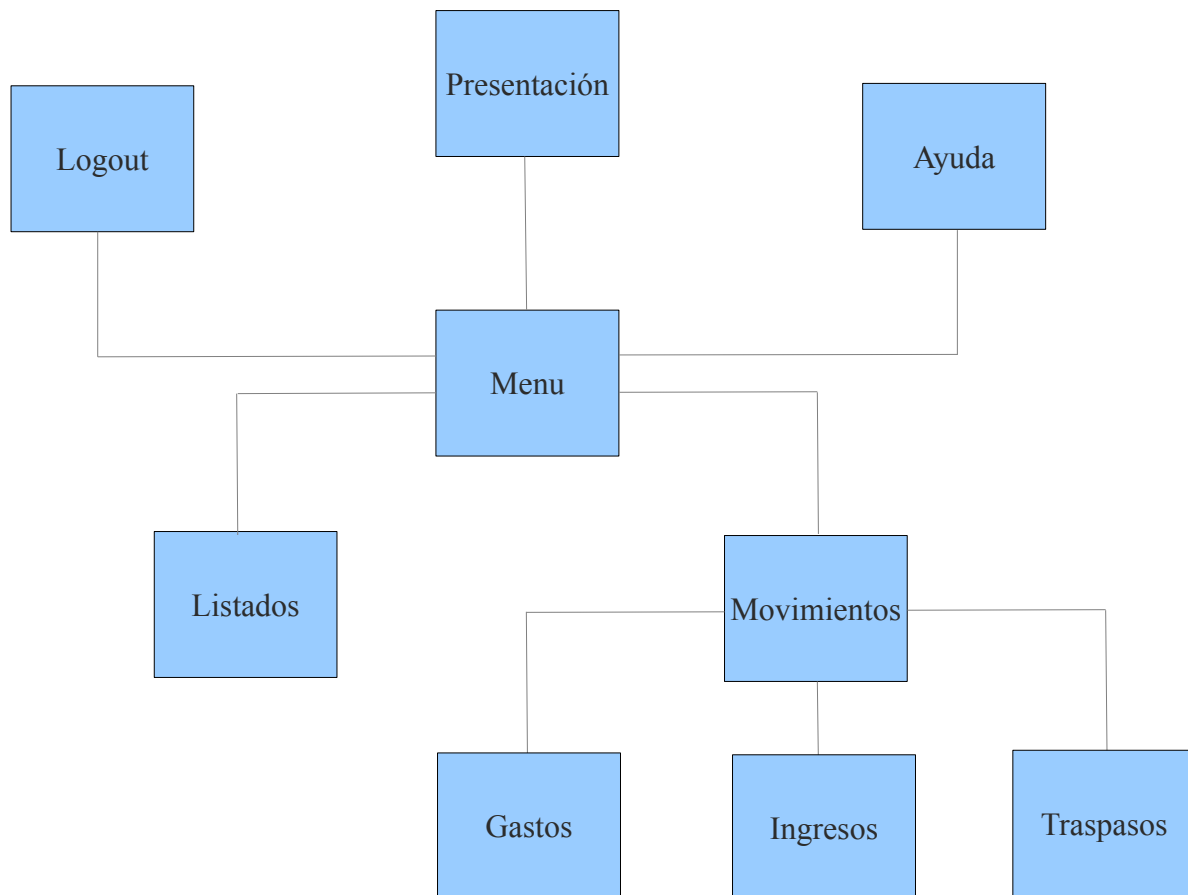 Presentación
Logout
Ayuda
Menu
Listados
Movimientos
Gastos
Ingresos
Traspasos